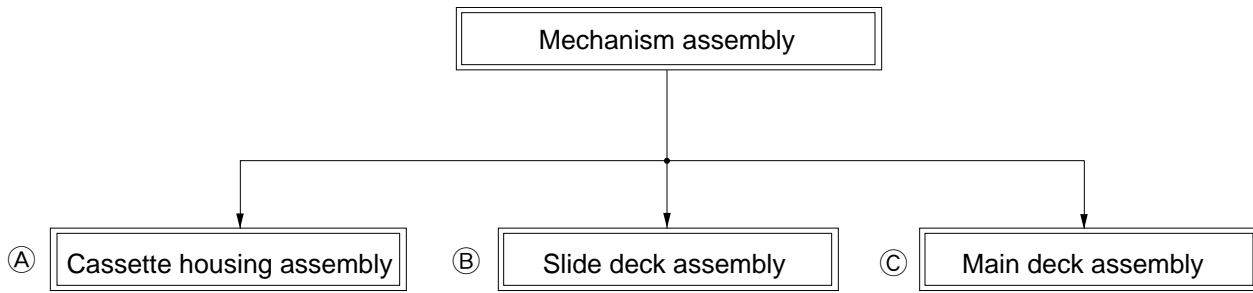 Mechanism assembly
Ⓐ Cassette housing assembly
Ⓑ Slide deck assembly
Ⓒ Main deck assembly